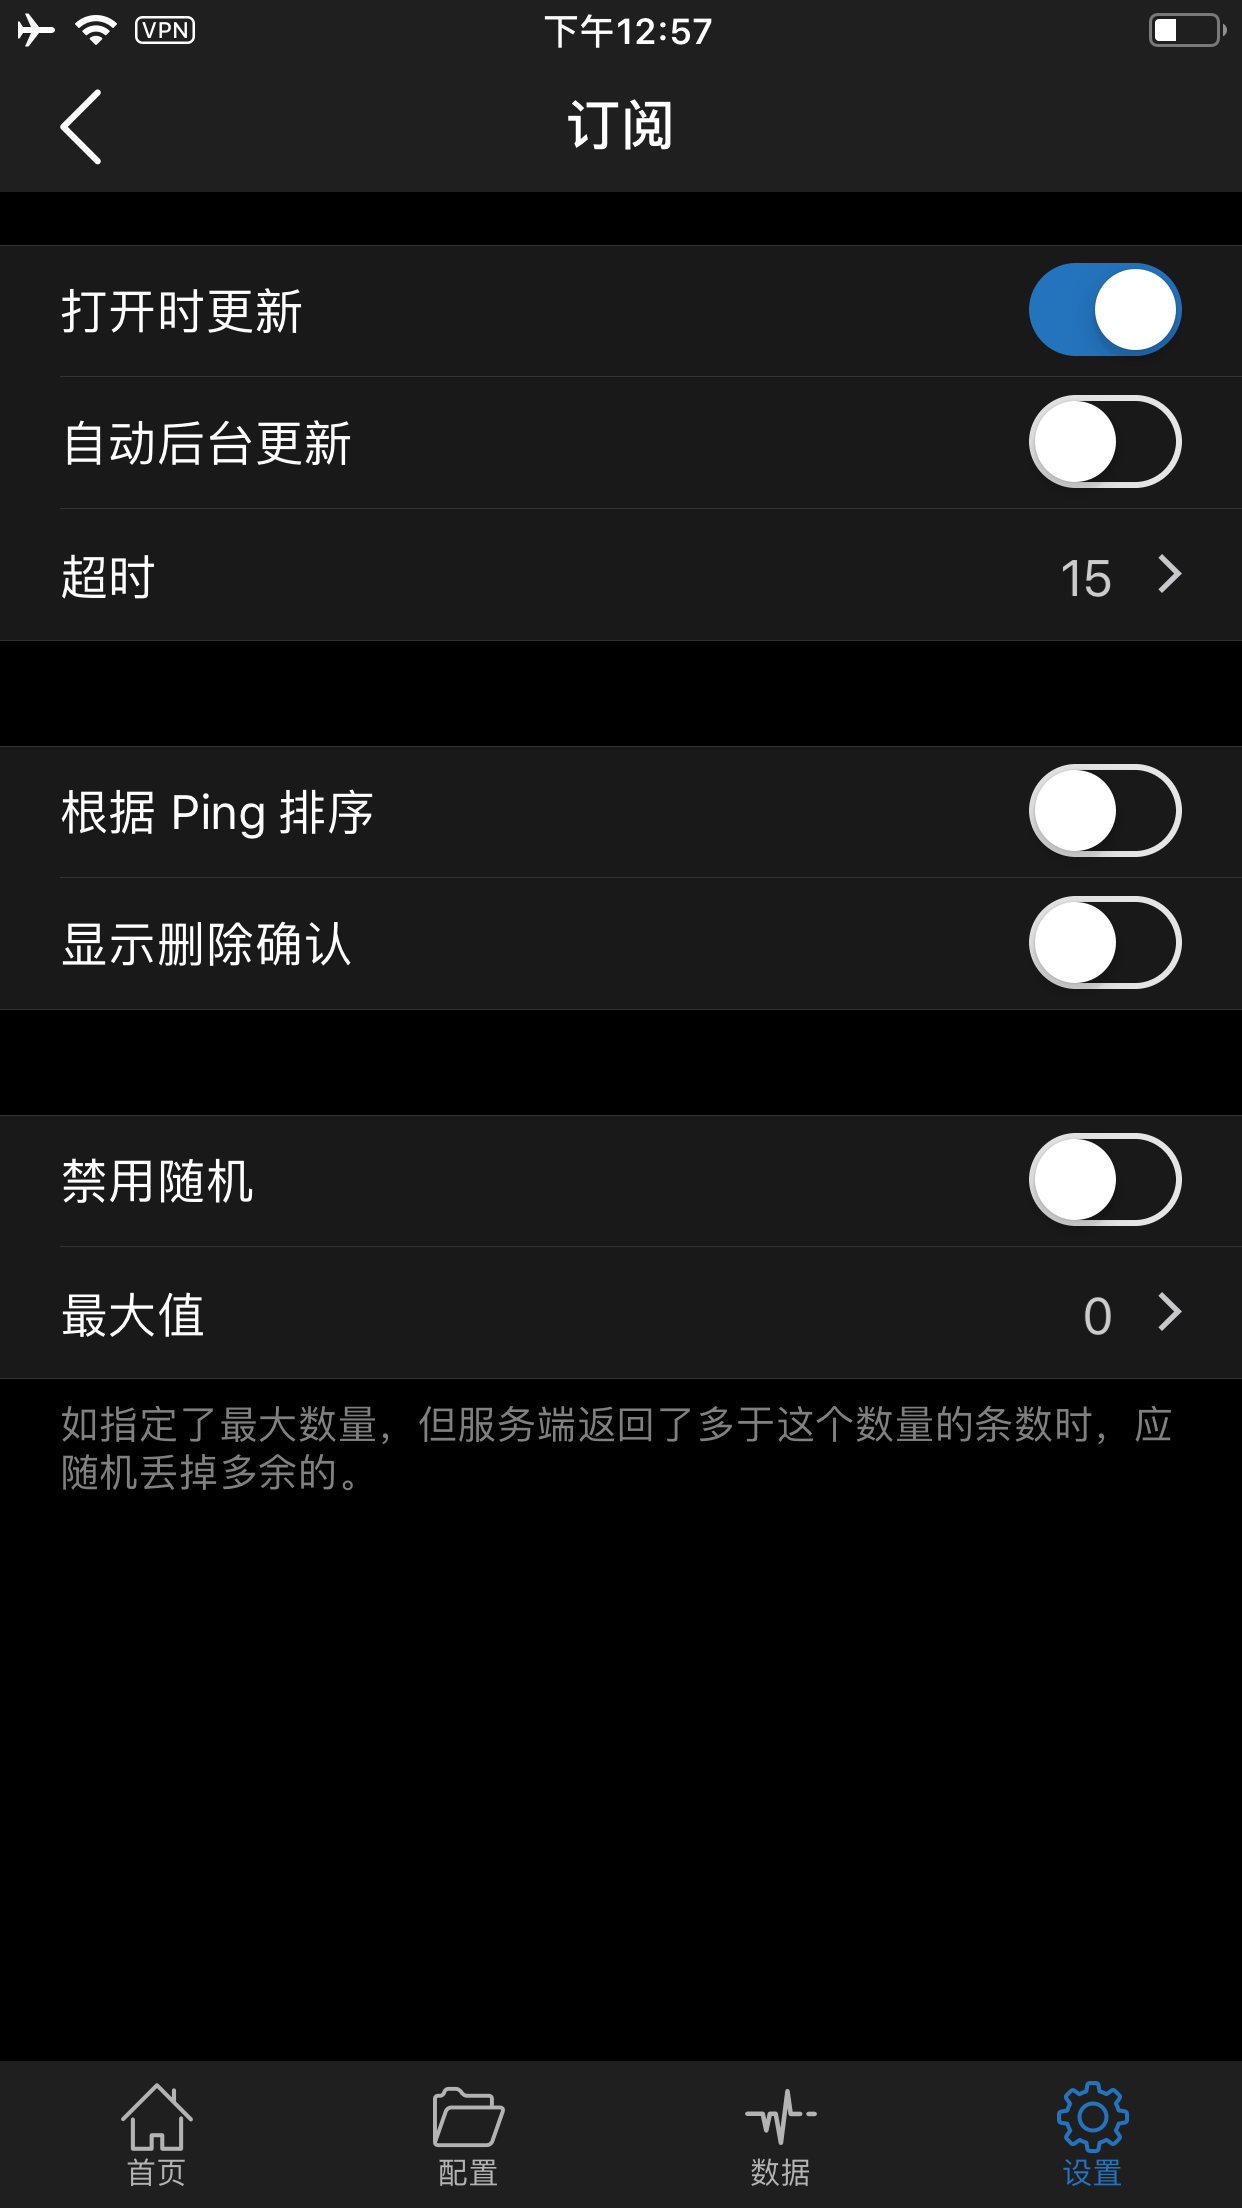 VPN
下午12:57
订阅
打开时更新
自动后台更新
超时
15
根据 Ping 排序
显示删除确认
禁用随机
最大值
0
如指定了最大数量，但服务端返回了多于这个数量的条数时，应
随机丢掉多余的。
首页
配置
数据
设置